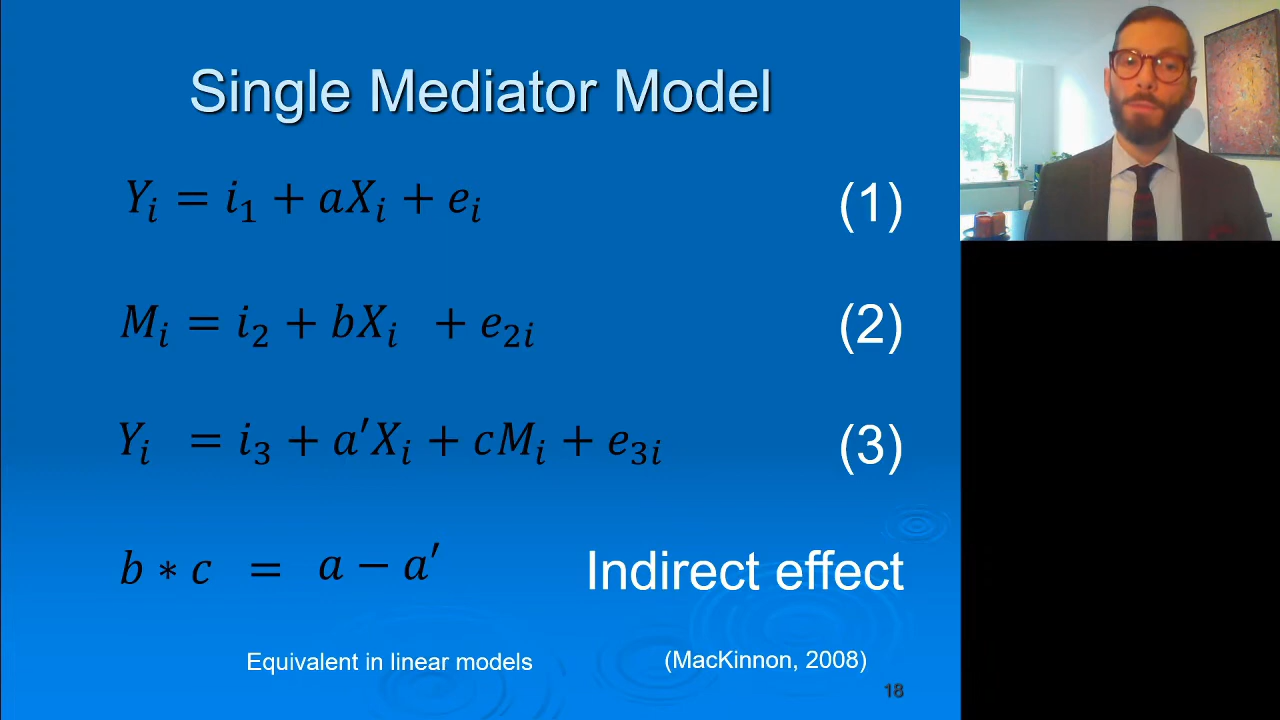 Single Mediator Model
Yᵢ = i₁ + aXᵢ + eᵢ (1)
Mᵢ = i₂ + bXᵢ + e₂ᵢ (2)
Yᵢ = i₃ + a′Xᵢ + cMᵢ + e₃ᵢ (3)
b ∗ c = a − a′ Indirect effect
Equivalent in linear models (MacKinnon, 2008)
18